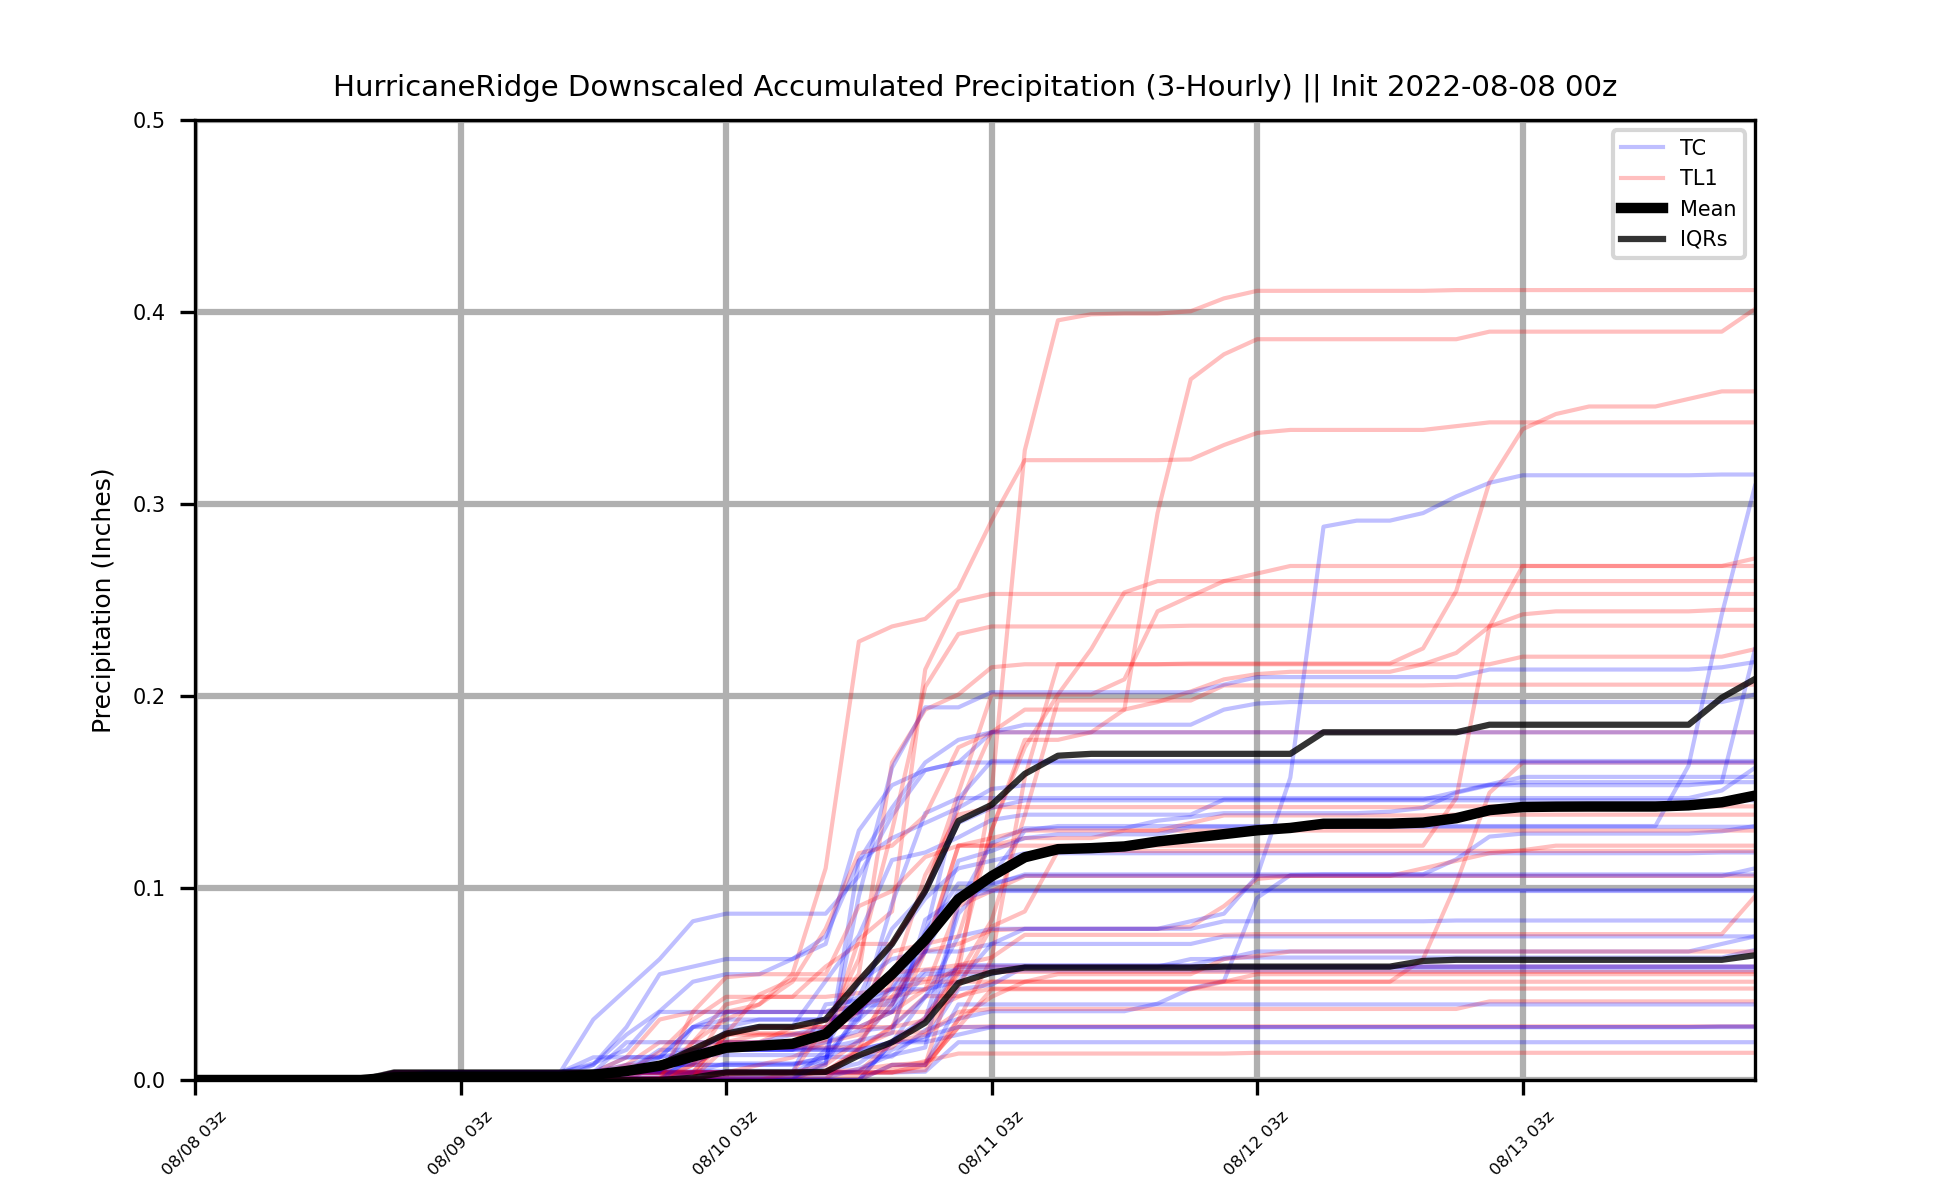 HurricaneRidge Downscaled Accumulated Precipitation (3-Hourly) || Init 2022-08-08 00z
Precipitation (Inches)
0.5
0.4
0.3
0.2
0.1
0.0
TC
TL1
Mean
IQRs
08/08 03z
08/09 03z
08/10 03z
08/11 03z
08/12 03z
08/13 03z